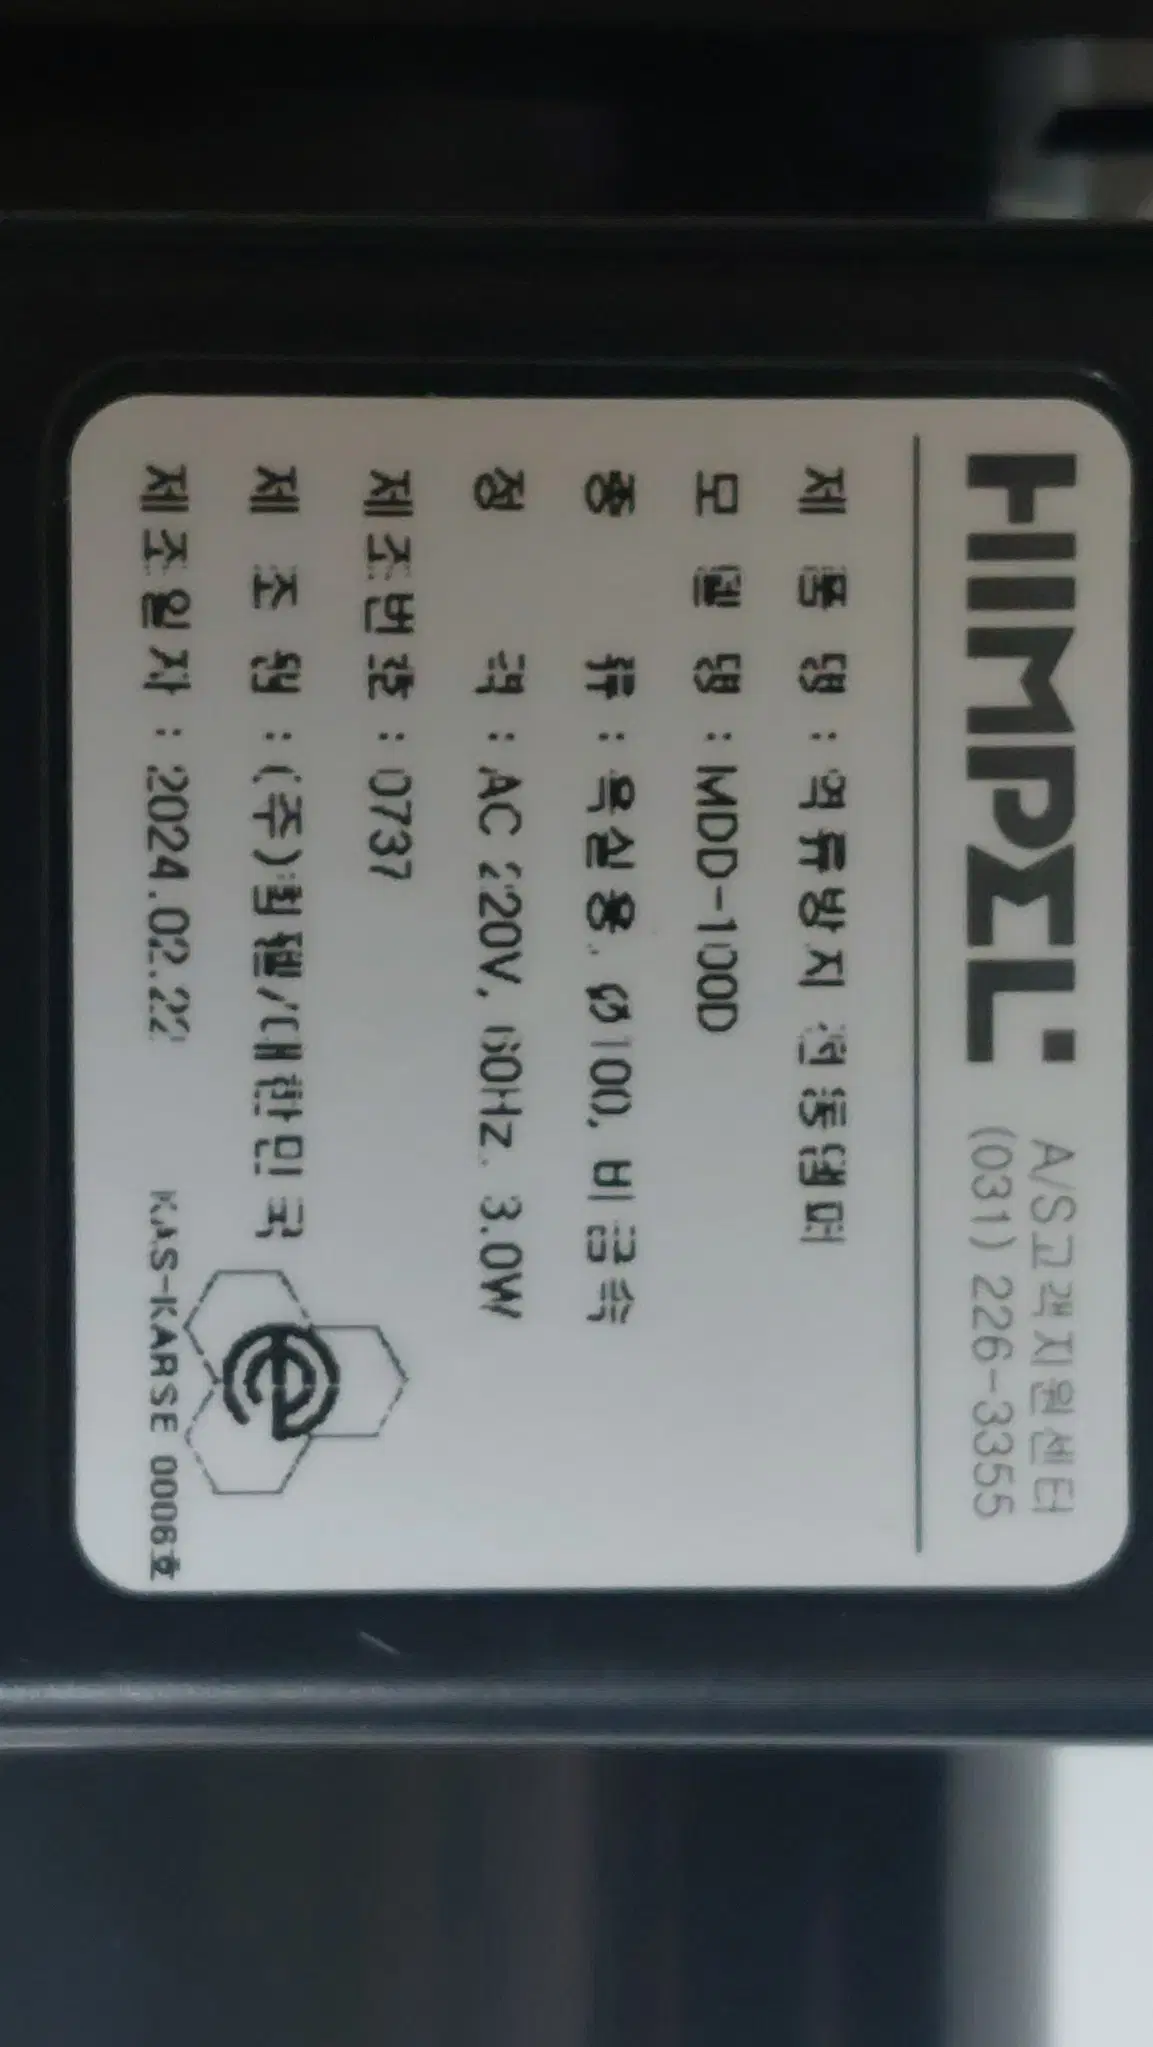 HIMPEL
A/S고객지원센터
(031) 226-3355
제 품 명 : 역류방지 전동댐퍼
모 델 명 : MDD-100D
종 류 : 욕실용, Ø100, 비금속
정 격 : AC 220V, 60Hz, 3.0W
제조번호 : 0737
제 조 원 : (주)힘펠/대한민국
제조일자 : 2024.02.22
e
KAS-KARSE 0006호